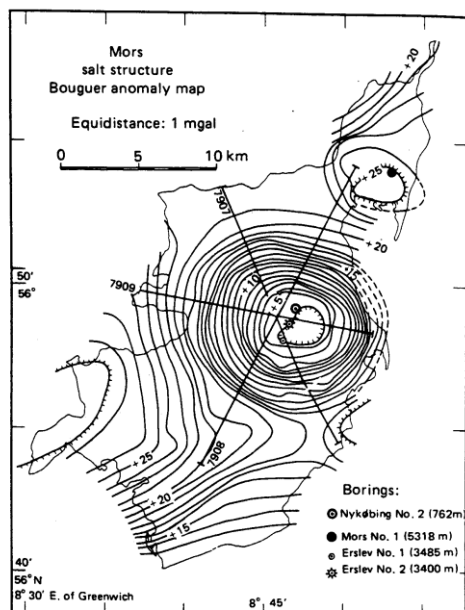 Mors
salt structure
Bouguer anomaly map
Equidistance: 1 mgal
0 5 10 km
+20
+25
7907
+20
+15
50'
56°
7909
+10
+5
7908
+25
+20
+15
Borings:
Nykøbing No. 2 (762m)
Mors No. 1 (5318 m)
Erslev No. 1 (3485m)
Erslev No. 2 (3400 m)
40'
56°N
8° 30' E. of Greenwich
8° 45'